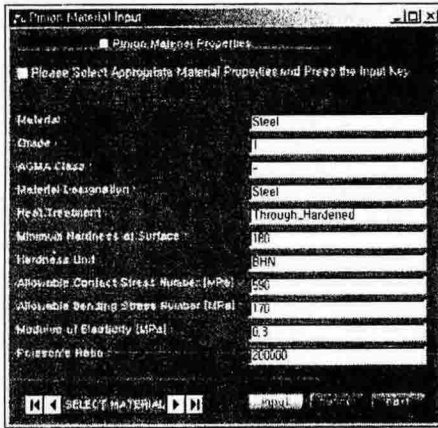 Pinion Material Input
Pinion Material Properties
Please Select Appropriate Material Properties and Press the Input Key
Material : Steel
Grade : 1
AGMA Class : -
Material Designation : Steel
Heat Treatment : Through_Hardened
Minimum Hardness at Surface : 180
Hardness Unit BHN
Allowable Contact Stress Number [MPa] 590
Allowable Bending Stress Number [MPa] 170
Modulus of Elasticity [MPa] : 0,3
Poisson's Ratio : 200000
SELECT MATERIAL Input